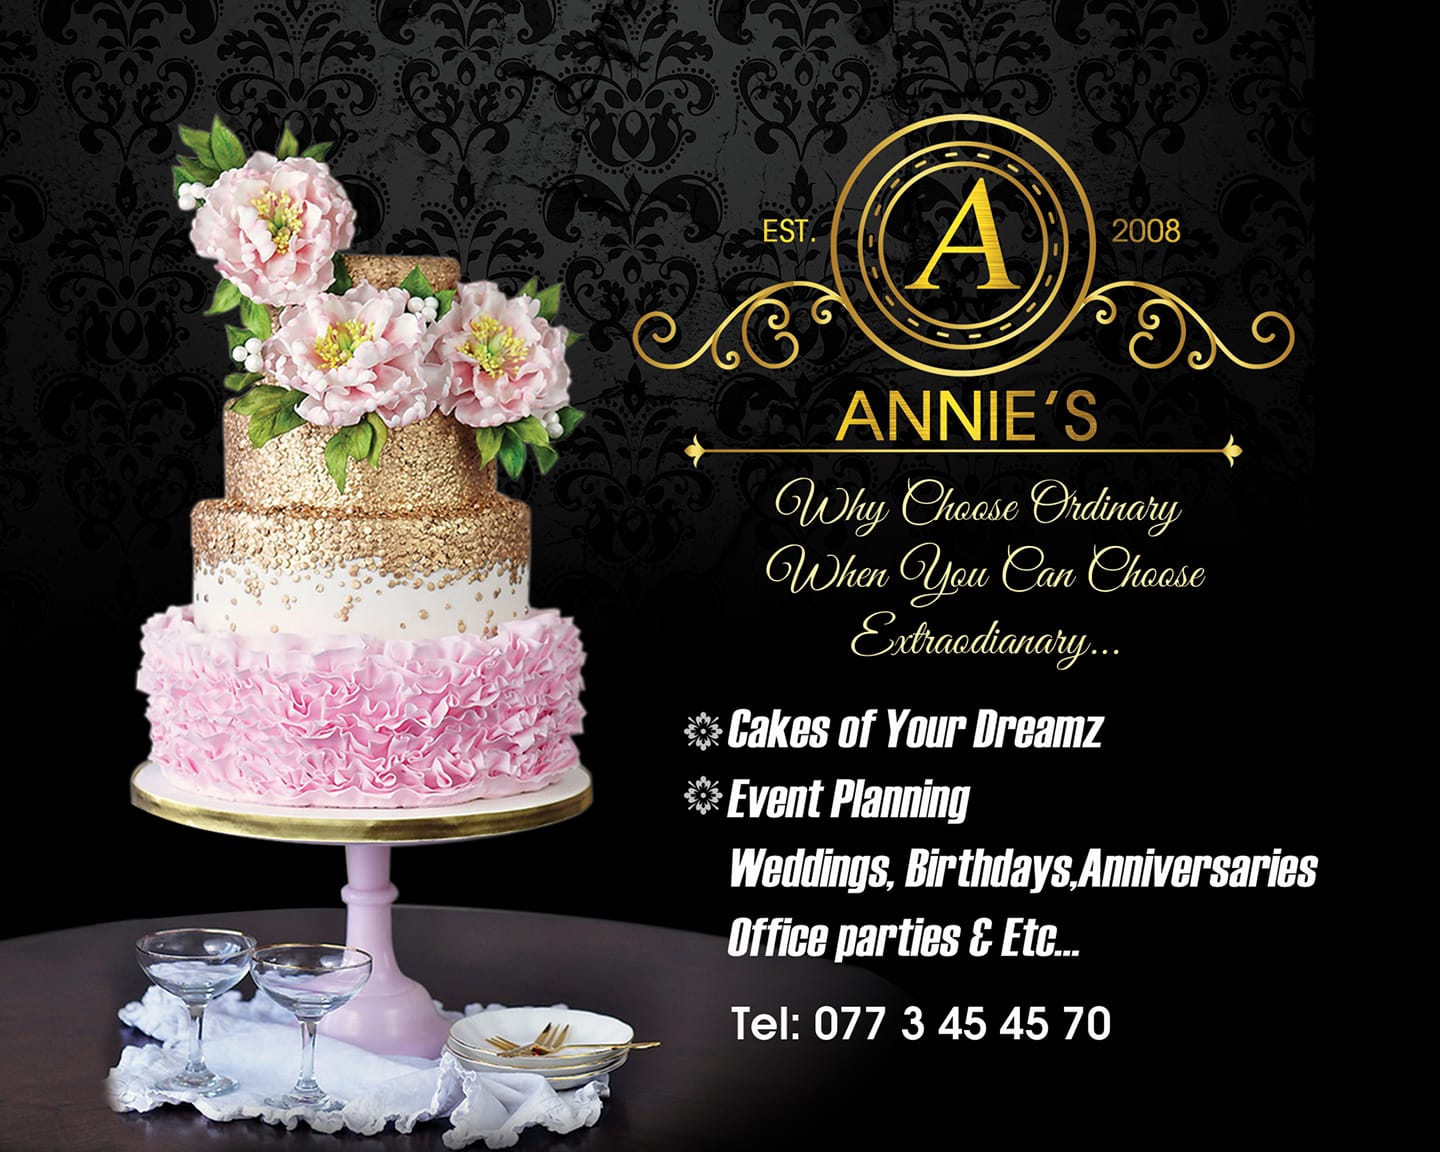 EST. A 2008
ANNIE'S
Why Choose Ordinary
When You Can Choose
Extraodianary...
Cakes of Your Dreamz
Event Planning
Weddings, Birthdays,Anniversaries
Office parties & Etc...
Tel: 077 3 45 45 70